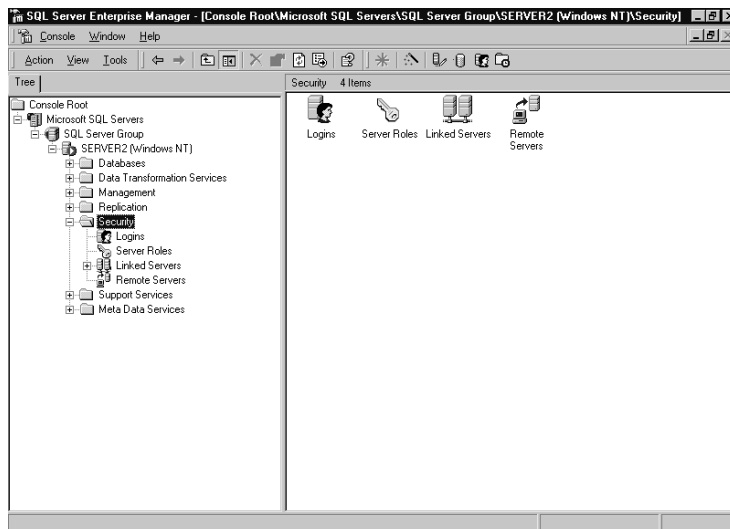 SQL Server Enterprise Manager - [Console Root\Microsoft SQL Servers\SQL Server Group\SERVER2 (Windows NT)\Security]
Console Window Help
Action View Tools
Tree
Security 4 Items
Console Root
Microsoft SQL Servers
SQL Server Group
SERVER2 (Windows NT)
Databases
Data Transformation Services
Management
Replication
Security
Logins
Server Roles
Linked Servers
Remote Servers
Support Services
Meta Data Services
Logins
Server Roles
Linked Servers
Remote
Servers